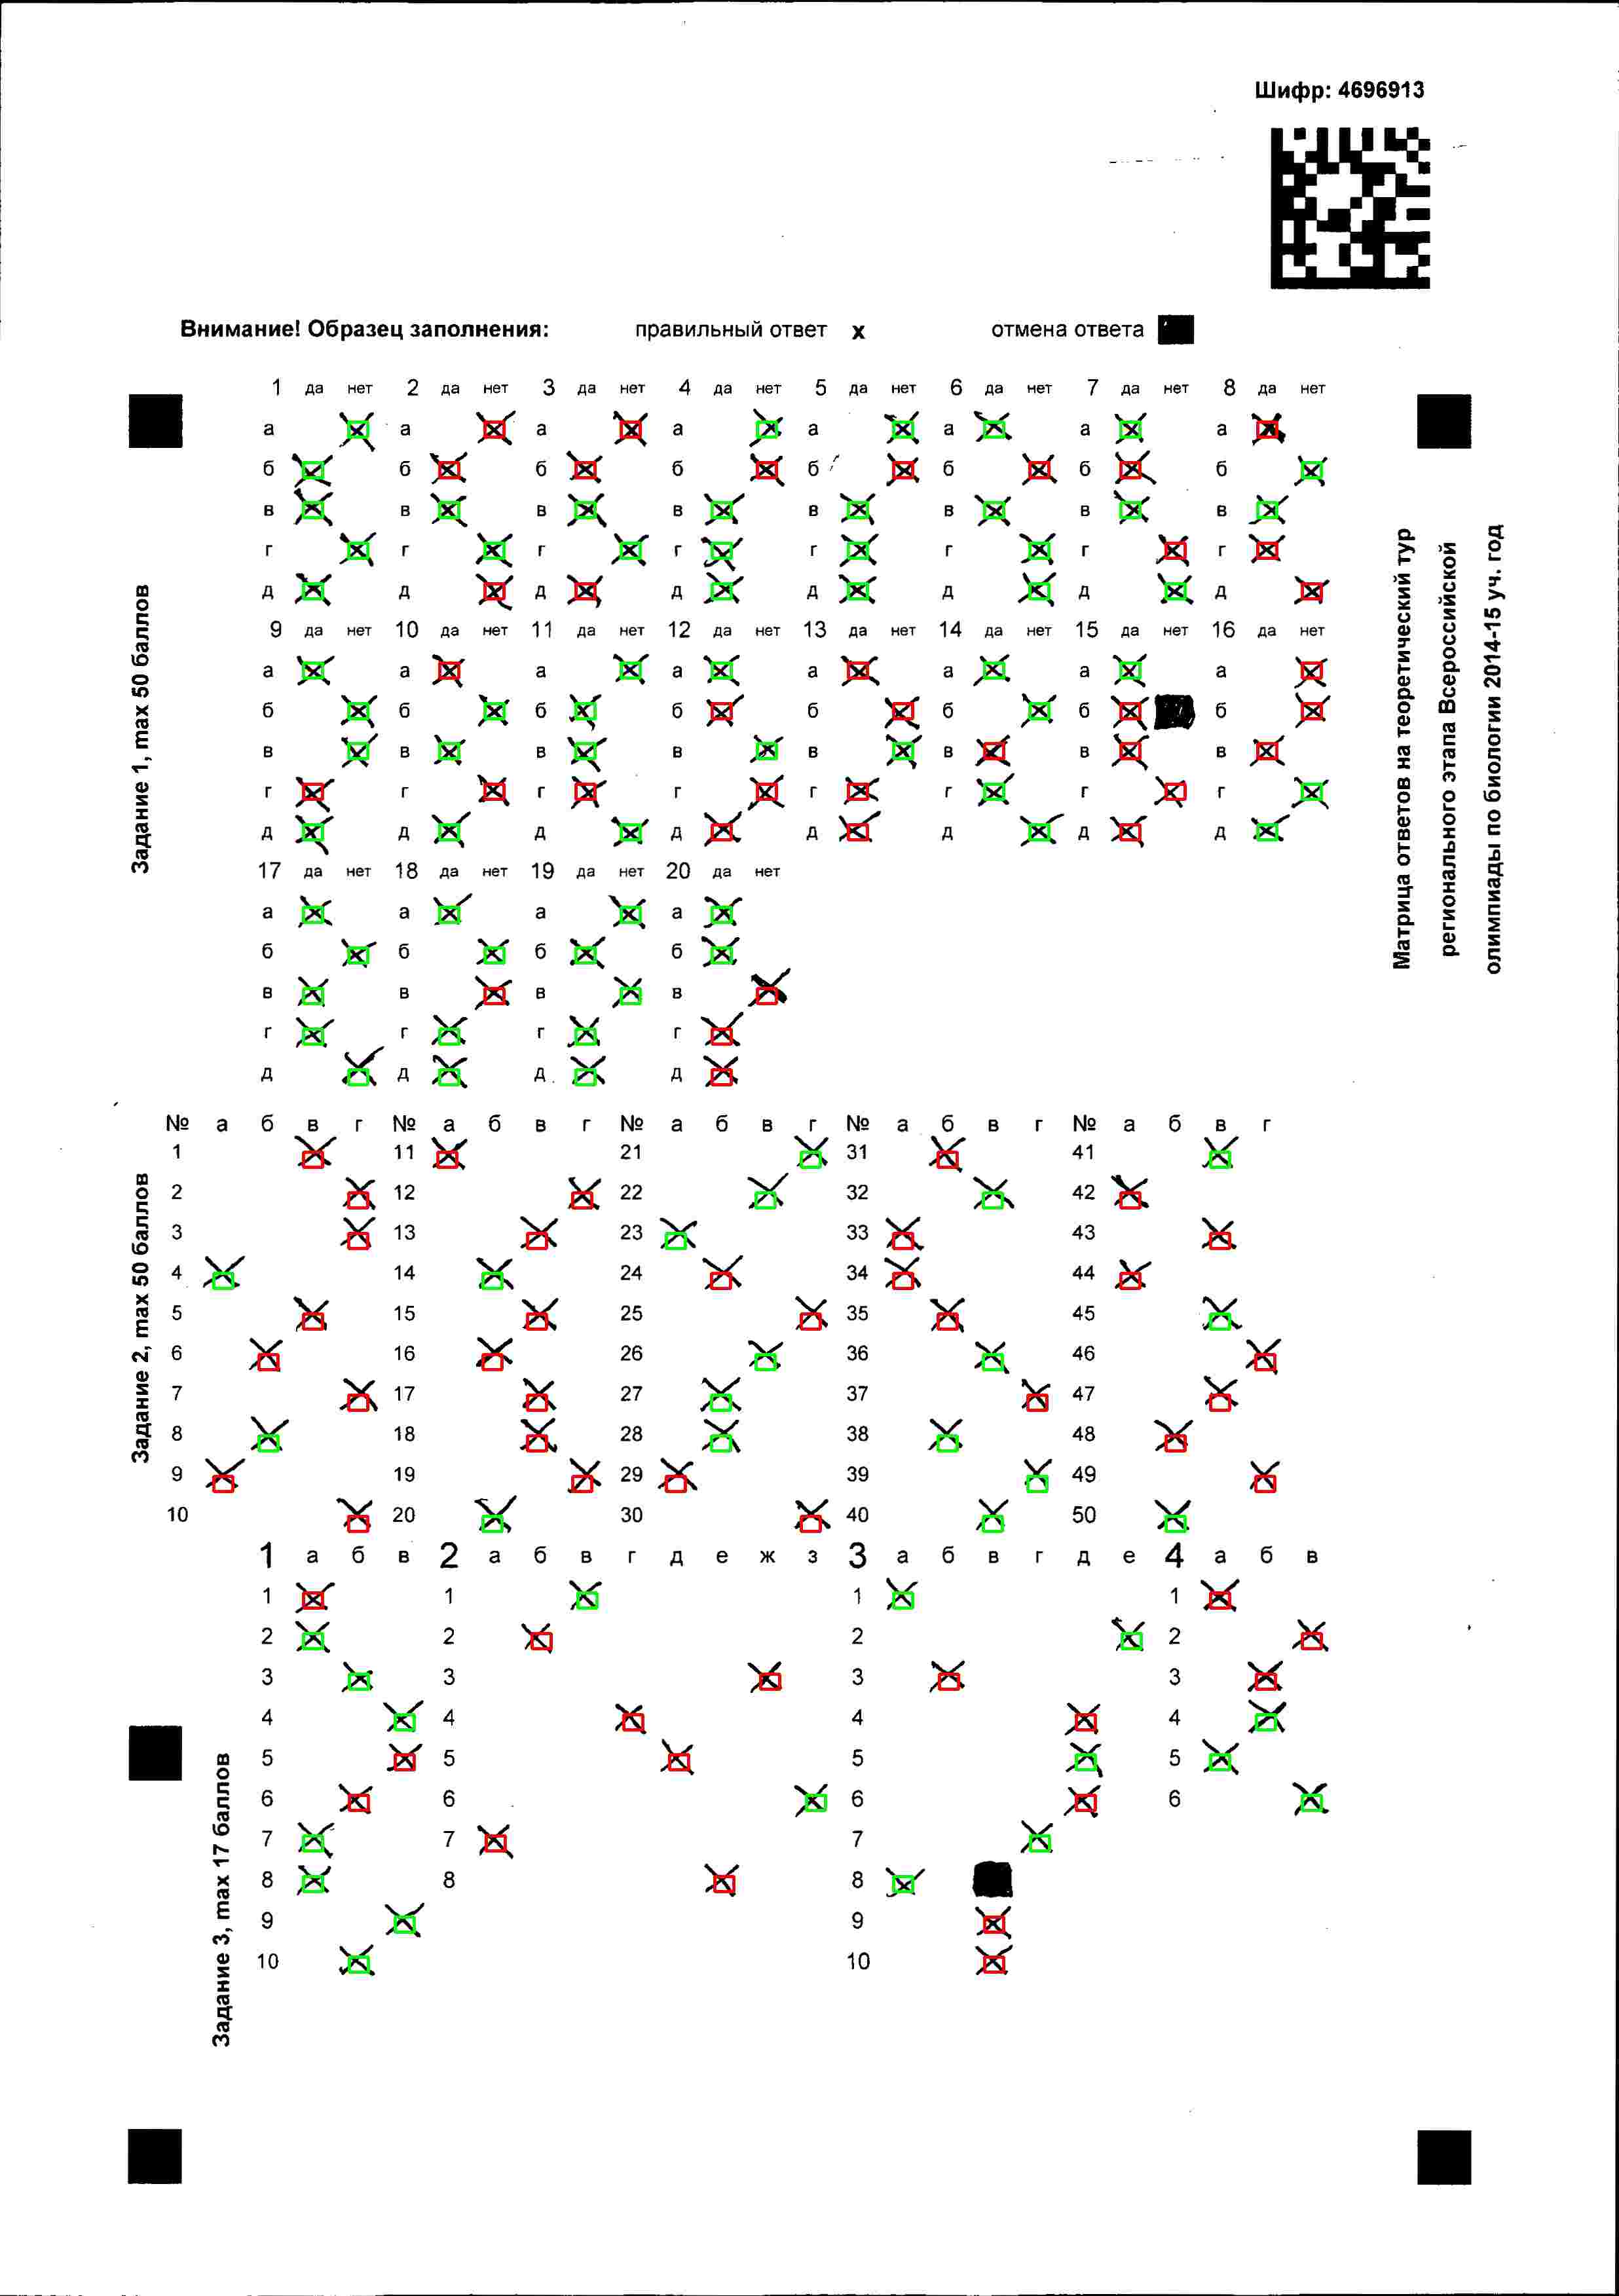 Шифр: 4696913
Внимание! Образец заполнения: правильный ответ x отмена ответа
1 да нет 2 да нет 3 да нет 4 да нет 5 да нет 6 да нет 7 да нет 8 да нет
а а а а а а а а
б б б б б б б б
в в в в в в в в
г г г г г г г г
д д д д д д д д
9 да нет 10 да нет 11 да нет 12 да нет 13 да нет 14 да нет 15 да нет 16 да нет
а а а а а а а а
б б б б б б б б
в в в в в в в в
г г г г г г г г
д д д д д д д д
17 да нет 18 да нет 19 да нет 20 да нет
а а а а
б б б б
в в в в
г г г г
д д д д
Задание 1, max 50 баллов
Матрица ответов на теоретический тур
регионального этапа Всероссийской
олимпиады по биологии 2014-15 уч. год
№ а б в г № а б в г № а б в г № а б в г № а б в г
1 11 21 31 41
2 12 22 32 42
3 13 23 33 43
4 14 24 34 44
5 15 25 35 45
6 16 26 36 46
7 17 27 37 47
8 18 28 38 48
9 19 29 39 49
10 20 30 40 50
Задание 2, max 50 баллов
1 а б в 2 а б в г д е ж з 3 а б в г д е 4 а б в
1 1 1 1
2 2 2 2
3 3 3 3
4 4 4 4
5 5 5 5
6 6 6 6
7 7 7
8 8 8
9 9
10 10
Задание 3, max 17 баллов